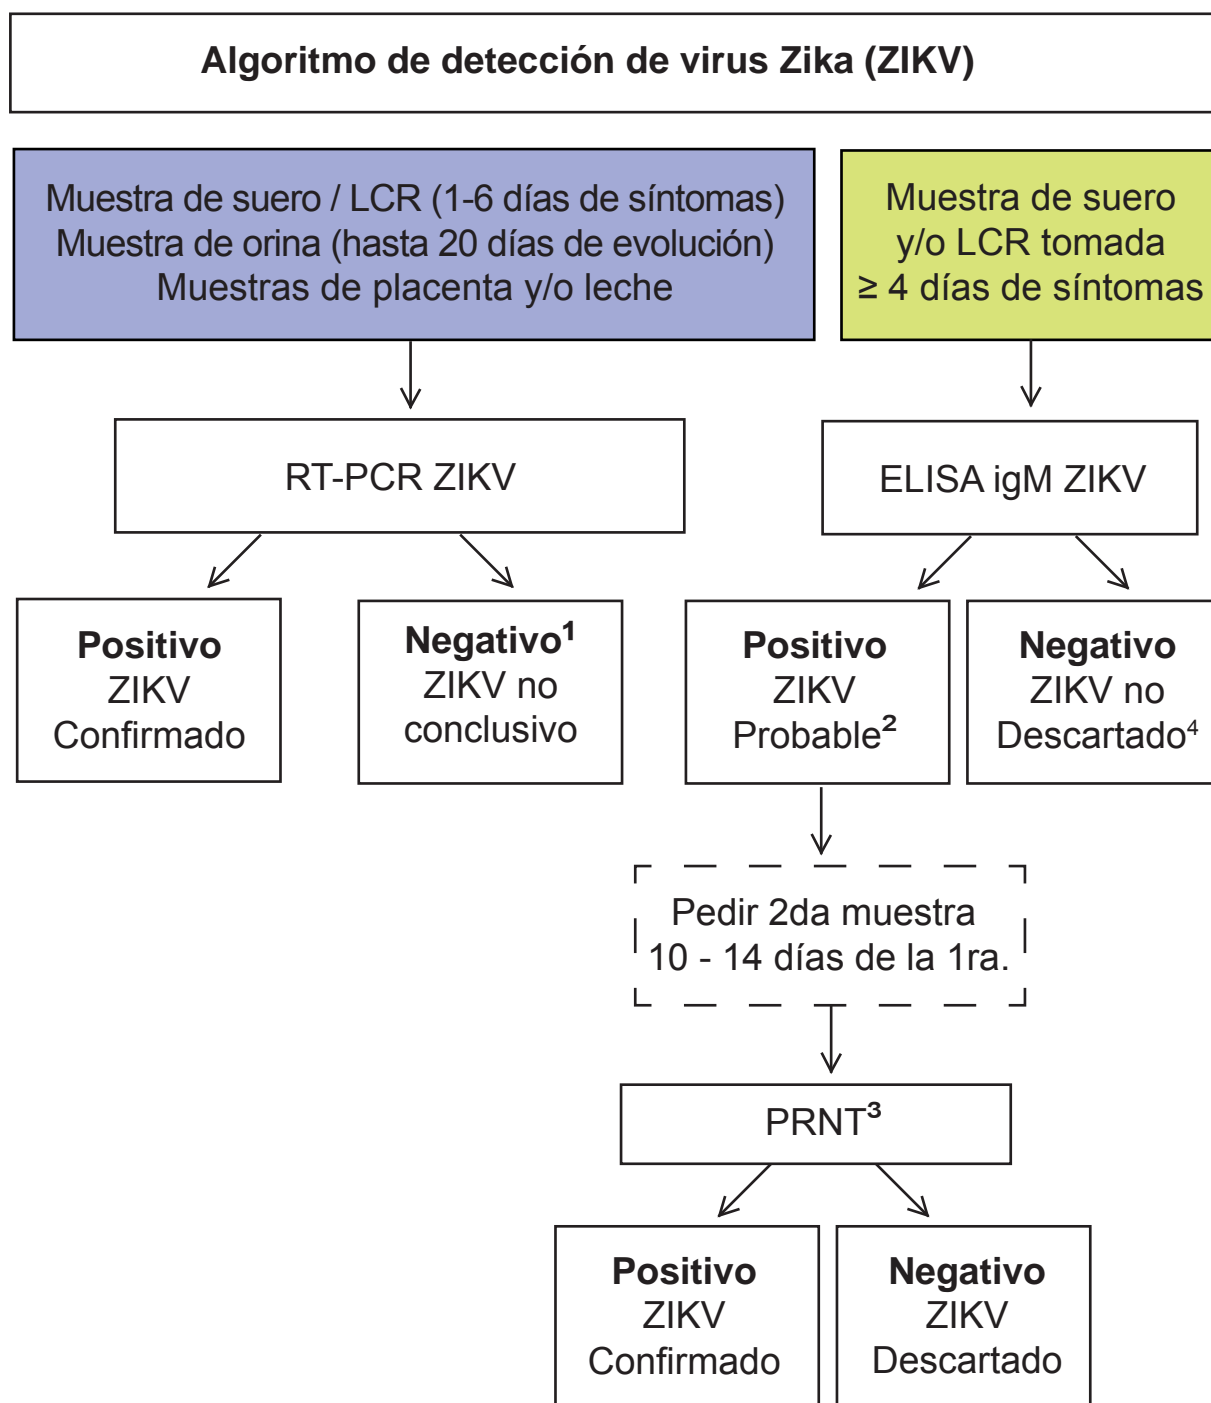 Algoritmo de detección de virus Zika (ZIKV)
Muestra de suero / LCR (1-6 días de síntomas)
Muestra de orina (hasta 20 días de evolución)
Muestras de placenta y/o leche
Muestra de suero
y/o LCR tomada
≥ 4 días de síntomas
RT-PCR ZIKV
ELISA igM ZIKV
Positivo
ZIKV
Confirmado
Negativo¹
ZIKV no
conclusivo
Positivo
ZIKV
Probable²
Negativo
ZIKV no
Descartado⁴
Pedir 2da muestra
10 - 14 días de la 1ra.
PRNT³
Positivo
ZIKV
Confirmado
Negativo
ZIKV
Descartado